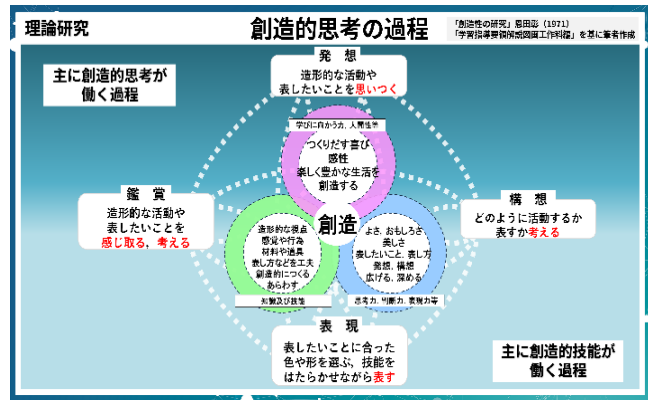 理論研究
創造的思考の過程
「創造性の研究」恩田彰（1971）
「学習指導要領解説図画工作科編」を基に筆者作成
主に創造的思考が
働く過程
発 想
造形的な活動や
表したいことを思いつく
学びに向かう力、人間性等
つくりだす喜び
感性
楽しく豊かな生活を
創造する
鑑 賞
造形的な活動や
表したいことを
感じ取る，考える
構 想
どのように活動するか
表すか考える
創造
造形的な視点
感覚や行為
材料や道具
表し方などを工夫
創造的につくる
あらわす
知識及び技能
よさ、おもしろさ
美しさ
表したいこと、表し方
発想、構想
広げる、深める
思考力、判断力、表現力等
表 現
表したいことに合った
色や形を選ぶ，技能を
はたらかせながら表す
主に創造的技能が
働く過程